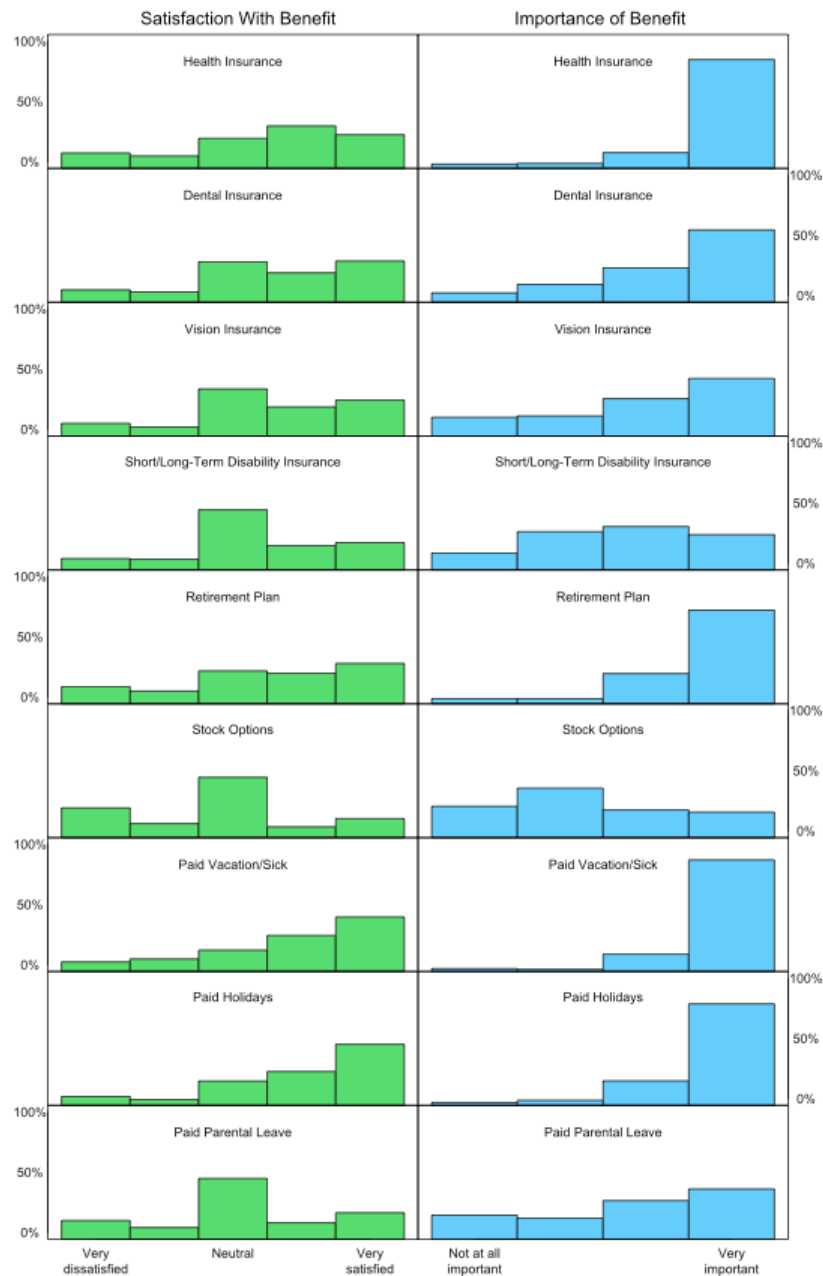 Satisfaction With Benefit Importance of Benefit
100%
Health Insurance Health Insurance
50%
0%
100%
Dental Insurance Dental Insurance
50%
0%
100%
Vision Insurance Vision Insurance
50%
0%
100%
Short/Long-Term Disability Insurance Short/Long-Term Disability Insurance
50%
0%
100%
Retirement Plan Retirement Plan
50%
0%
100%
Stock Options Stock Options
50%
0%
100%
Paid Vacation/Sick Paid Vacation/Sick
50%
0%
100%
Paid Holidays Paid Holidays
50%
0%
100%
Paid Parental Leave Paid Parental Leave
50%
0%
Very Neutral Very Not at all Very
dissatisfied satisfied important important